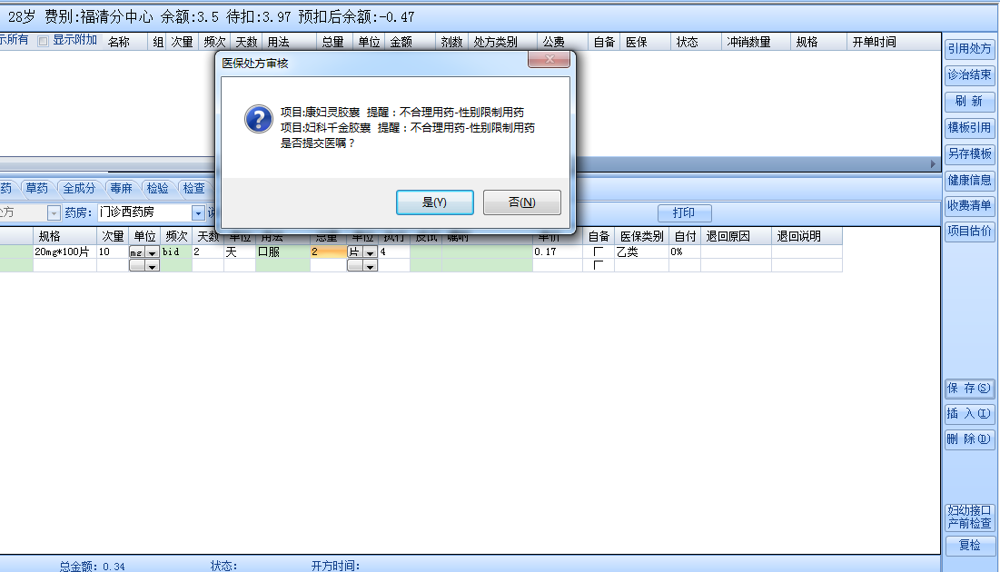 28岁 费别:福清分中心 余额:3.5 待扣:3.97 预扣后余额:-0.47
示所有 显示附加 名称 组 次量 频次 天数 用法 总量 单位 金额 剂数 处方类别 公费 自备 医保 状态 冲销数量 规格 开单时间
引用处方
诊治结束
刷 新
模板引用
另存模板
健康信息
收费清单
项目估价
医保处方审核
项目:康妇灵胶囊 提醒：不合理用药-性别限制用药
项目:妇科千金胶囊 提醒：不合理用药-性别限制用药
是否提交医嘱？
是(Y) 否(N)
药 草药 全成分 毒麻 检验 检查
处方 药房: 门诊西药房 打印
规格 次量 单位 频次 天数 单位 用法 总量 单位 执行 皮试 嘱咐 单价 自备 医保类别 自付 退回原因 退回说明
20mg*100片 10 mg bid 2 天 口服 2 片 4 0.17 乙类 0%
保 存(S)
插 入(I)
删 除(D)
妇幼接口
产前检查
复检
总金额: 0.34 状态: 开方时间: